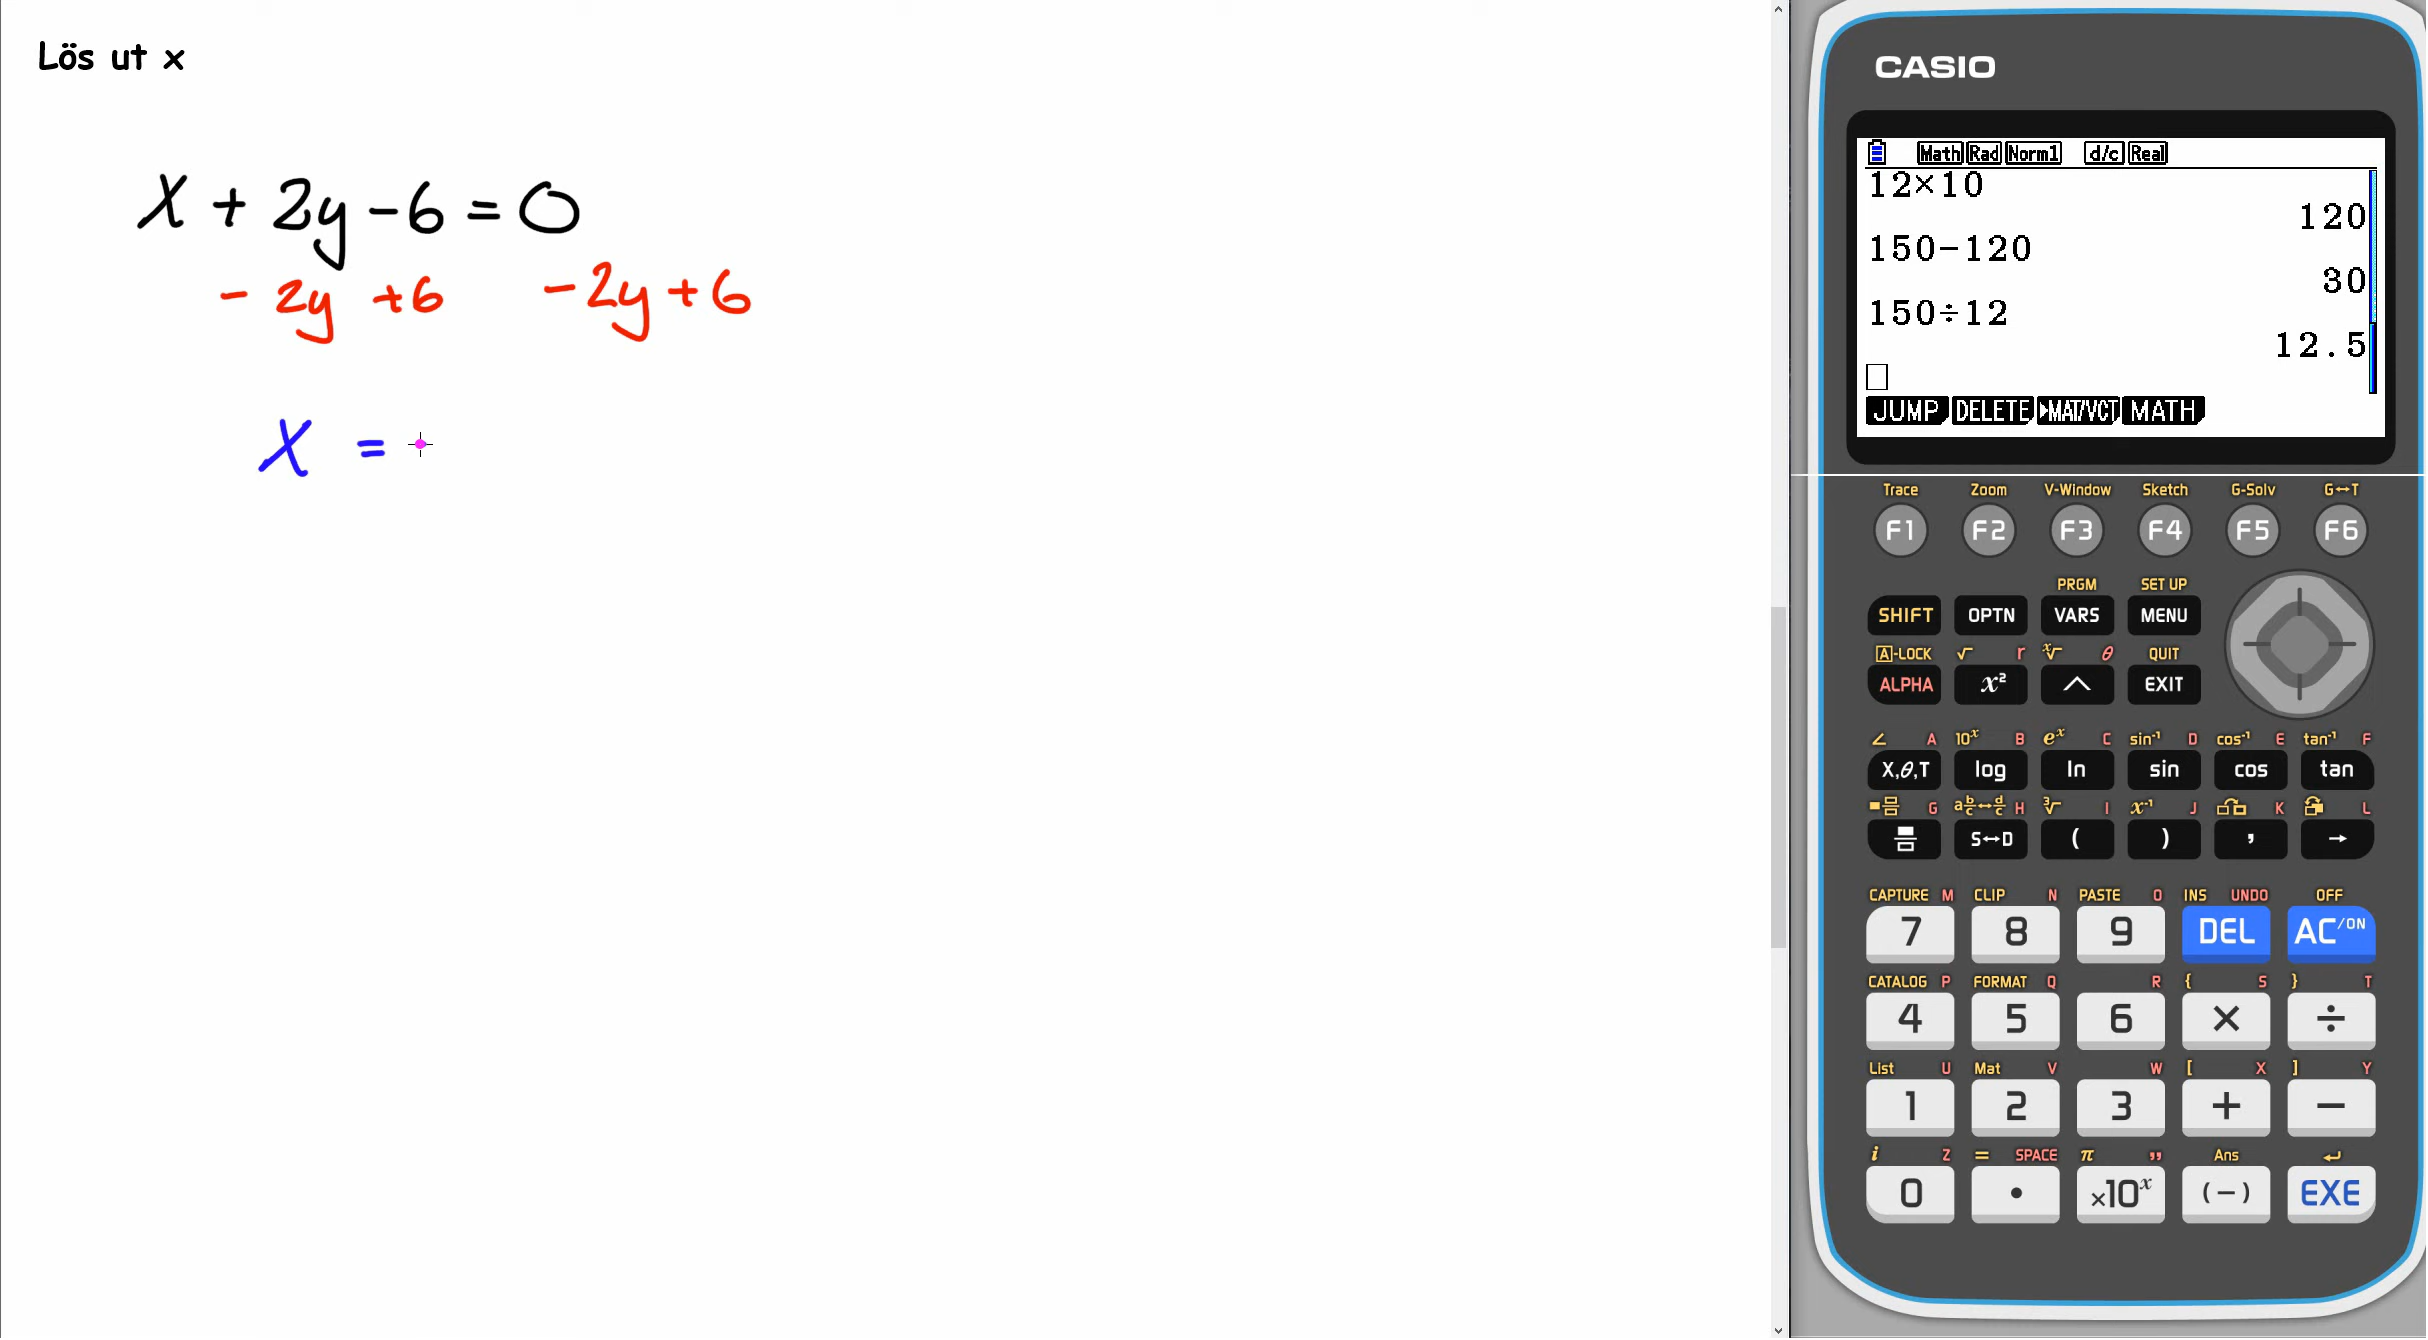 Lös ut x
x + 2y - 6 = 0
- 2y + 6 - 2y + 6
x =
CASIO
Math Rad Norm1 d/c Real
12×10
120
150-120
30
150÷12
12.5
JUMP DELETE ▸MAT/VCT MATH
Trace Zoom V-Window Sketch G-Solv G↔T
F1 F2 F3 F4 F5 F6
PRGM SET UP
SHIFT OPTN VARS MENU
A-LOCK √ r ˣ√ θ QUIT
ALPHA x² ^ EXIT
∠ A 10ˣ B eˣ C sin⁻¹ D cos⁻¹ E tan⁻¹ F
X,θ,T log ln sin cos tan
G a b/c↔d/c H ³√ I x⁻¹ J K L
S↔D ( ) , →
CAPTURE M CLIP N PASTE O INS UNDO OFF
7 8 9 DEL AC/ON
CATALOG P FORMAT Q R { S } T
4 5 6 × ÷
List U Mat V W [ X ] Y
1 2 3 + −
i Z = SPACE π ,, Ans ↵
0 • ×10ˣ (−) EXE